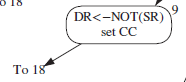 to 18
9
DR<−NOT(SR)
set CC
To 18